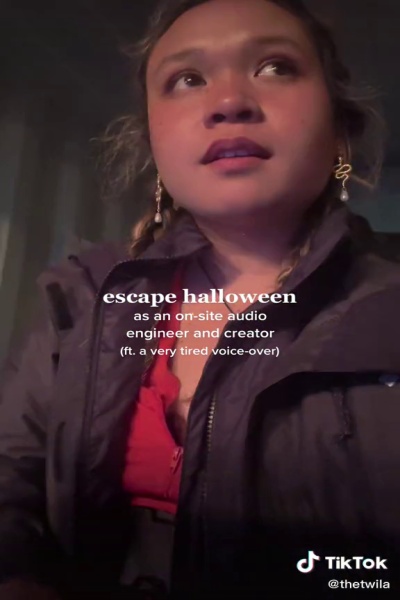 escape halloween
as an on-site audio
engineer and creator
(ft. a very tired voice-over)
TikTok
@thetwila